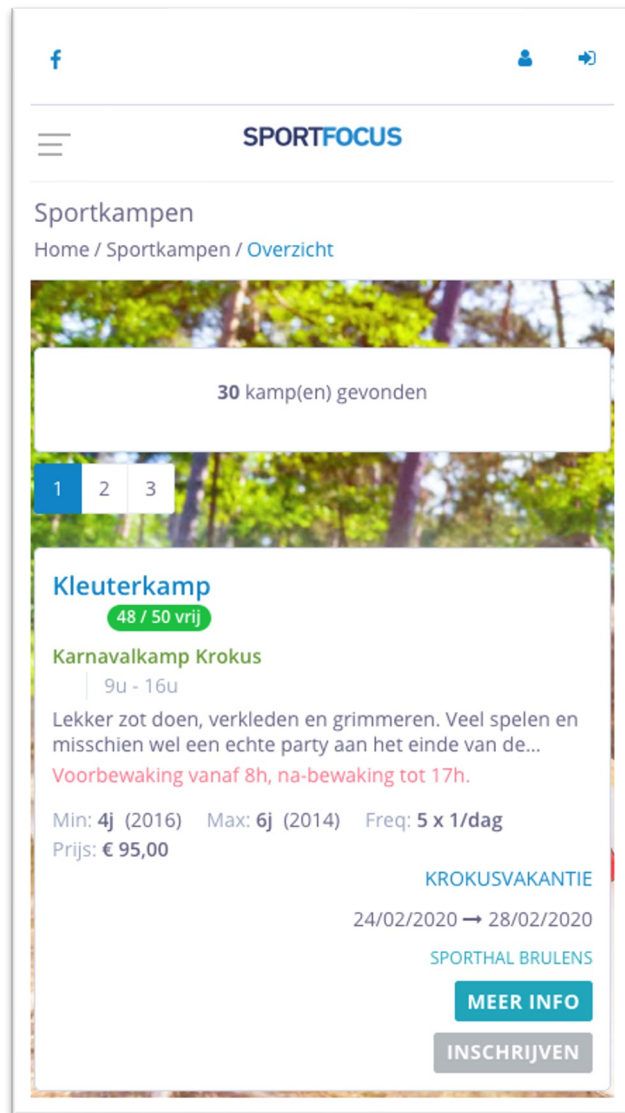 SPORTFOCUS
Sportkampen
Home / Sportkampen / Overzicht
30 kamp(en) gevonden
1 2 3
Kleuterkamp
48 / 50 vrij
Karnavalkamp Krokus
9u - 16u
Lekker zot doen, verkleden en grimmeren. Veel spelen en
misschien wel een echte party aan het einde van de...
Voorbewaking vanaf 8h, na-bewaking tot 17h.
Min: 4j (2016) Max: 6j (2014) Freq: 5 x 1/dag
Prijs: € 95,00
KROKUSVAKANTIE
24/02/2020 ➞ 28/02/2020
SPORTHAL BRULENS
MEER INFO
INSCHRIJVEN